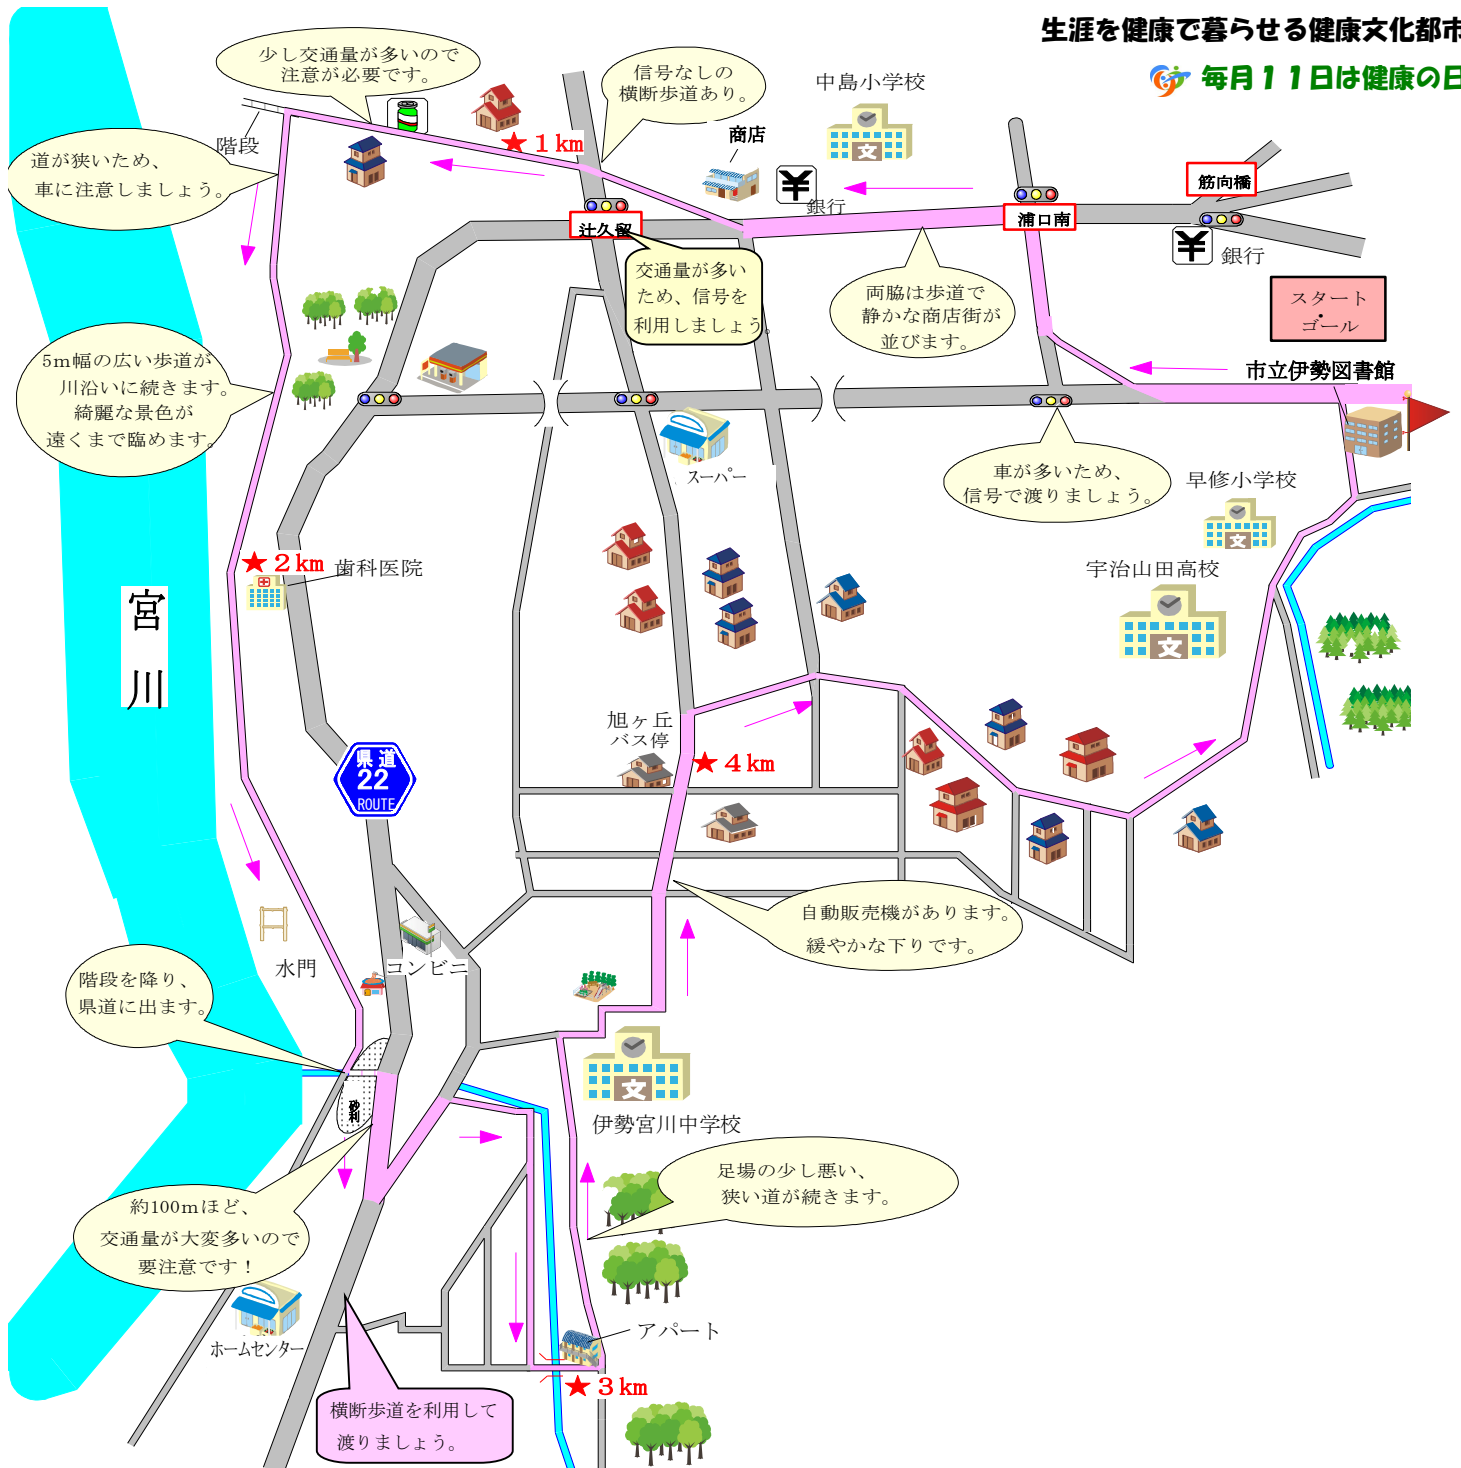 生涯を健康で暮らせる健康文化都市
毎月11日は健康の日
少し交通量が多いので
注意が必要です。
信号なしの
横断歩道あり。
中島小学校
商店
階段
★1km
道が狭いため、
車に注意しましょう。
銀行
筋向橋
浦口南
辻久留
銀行
交通量が多い
ため、信号を
利用しましょう。
両脇は歩道で
静かな商店街が
並びます。
スタート
・
ゴール
市立伊勢図書館
5m幅の広い歩道が
川沿いに続きます。
綺麗な景色が
遠くまで臨めます。
スーパー
車が多いため、
信号で渡りましょう。
早修小学校
文
★2km
歯科医院
宇治山田高校
文
宮川
旭ヶ丘
バス停
★4km
県道
22
ROUTE
自動販売機があります。
緩やかな下りです。
水門
コンビニ
階段を降り、
県道に出ます。
砂利
文
伊勢宮川中学校
足場の少し悪い、
狭い道が続きます。
約100mほど、
交通量が大変多いので
要注意です！
アパート
ホームセンター
★3km
横断歩道を利用して
渡りましょう。
文
¥
¥